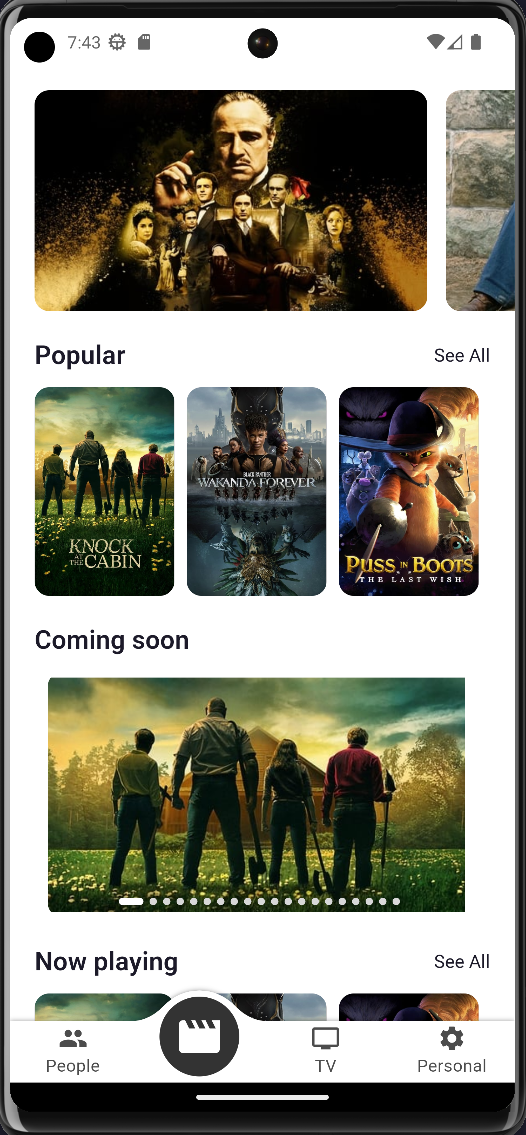 7:43
Popular
See All
KNOCK
AT THE CABIN
BLACK PANTHER
WAKANDA FOREVER
PUSS IN BOOTS
THE LAST WISH
Coming soon
Now playing
See All
People
TV
Personal